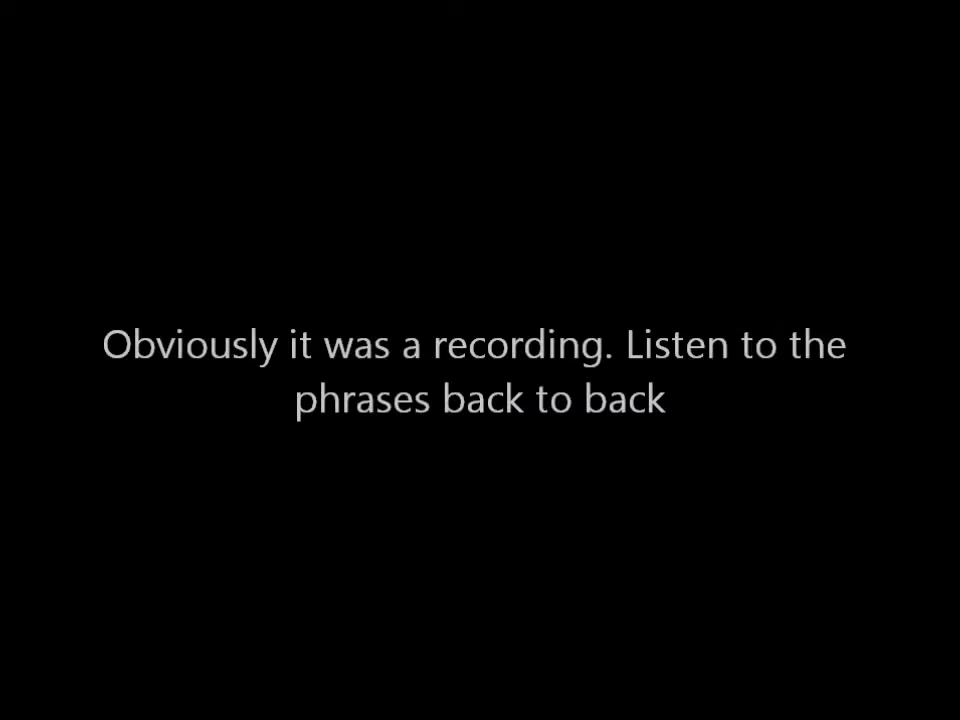 Obviously it was a recording. Listen to the
phrases back to back